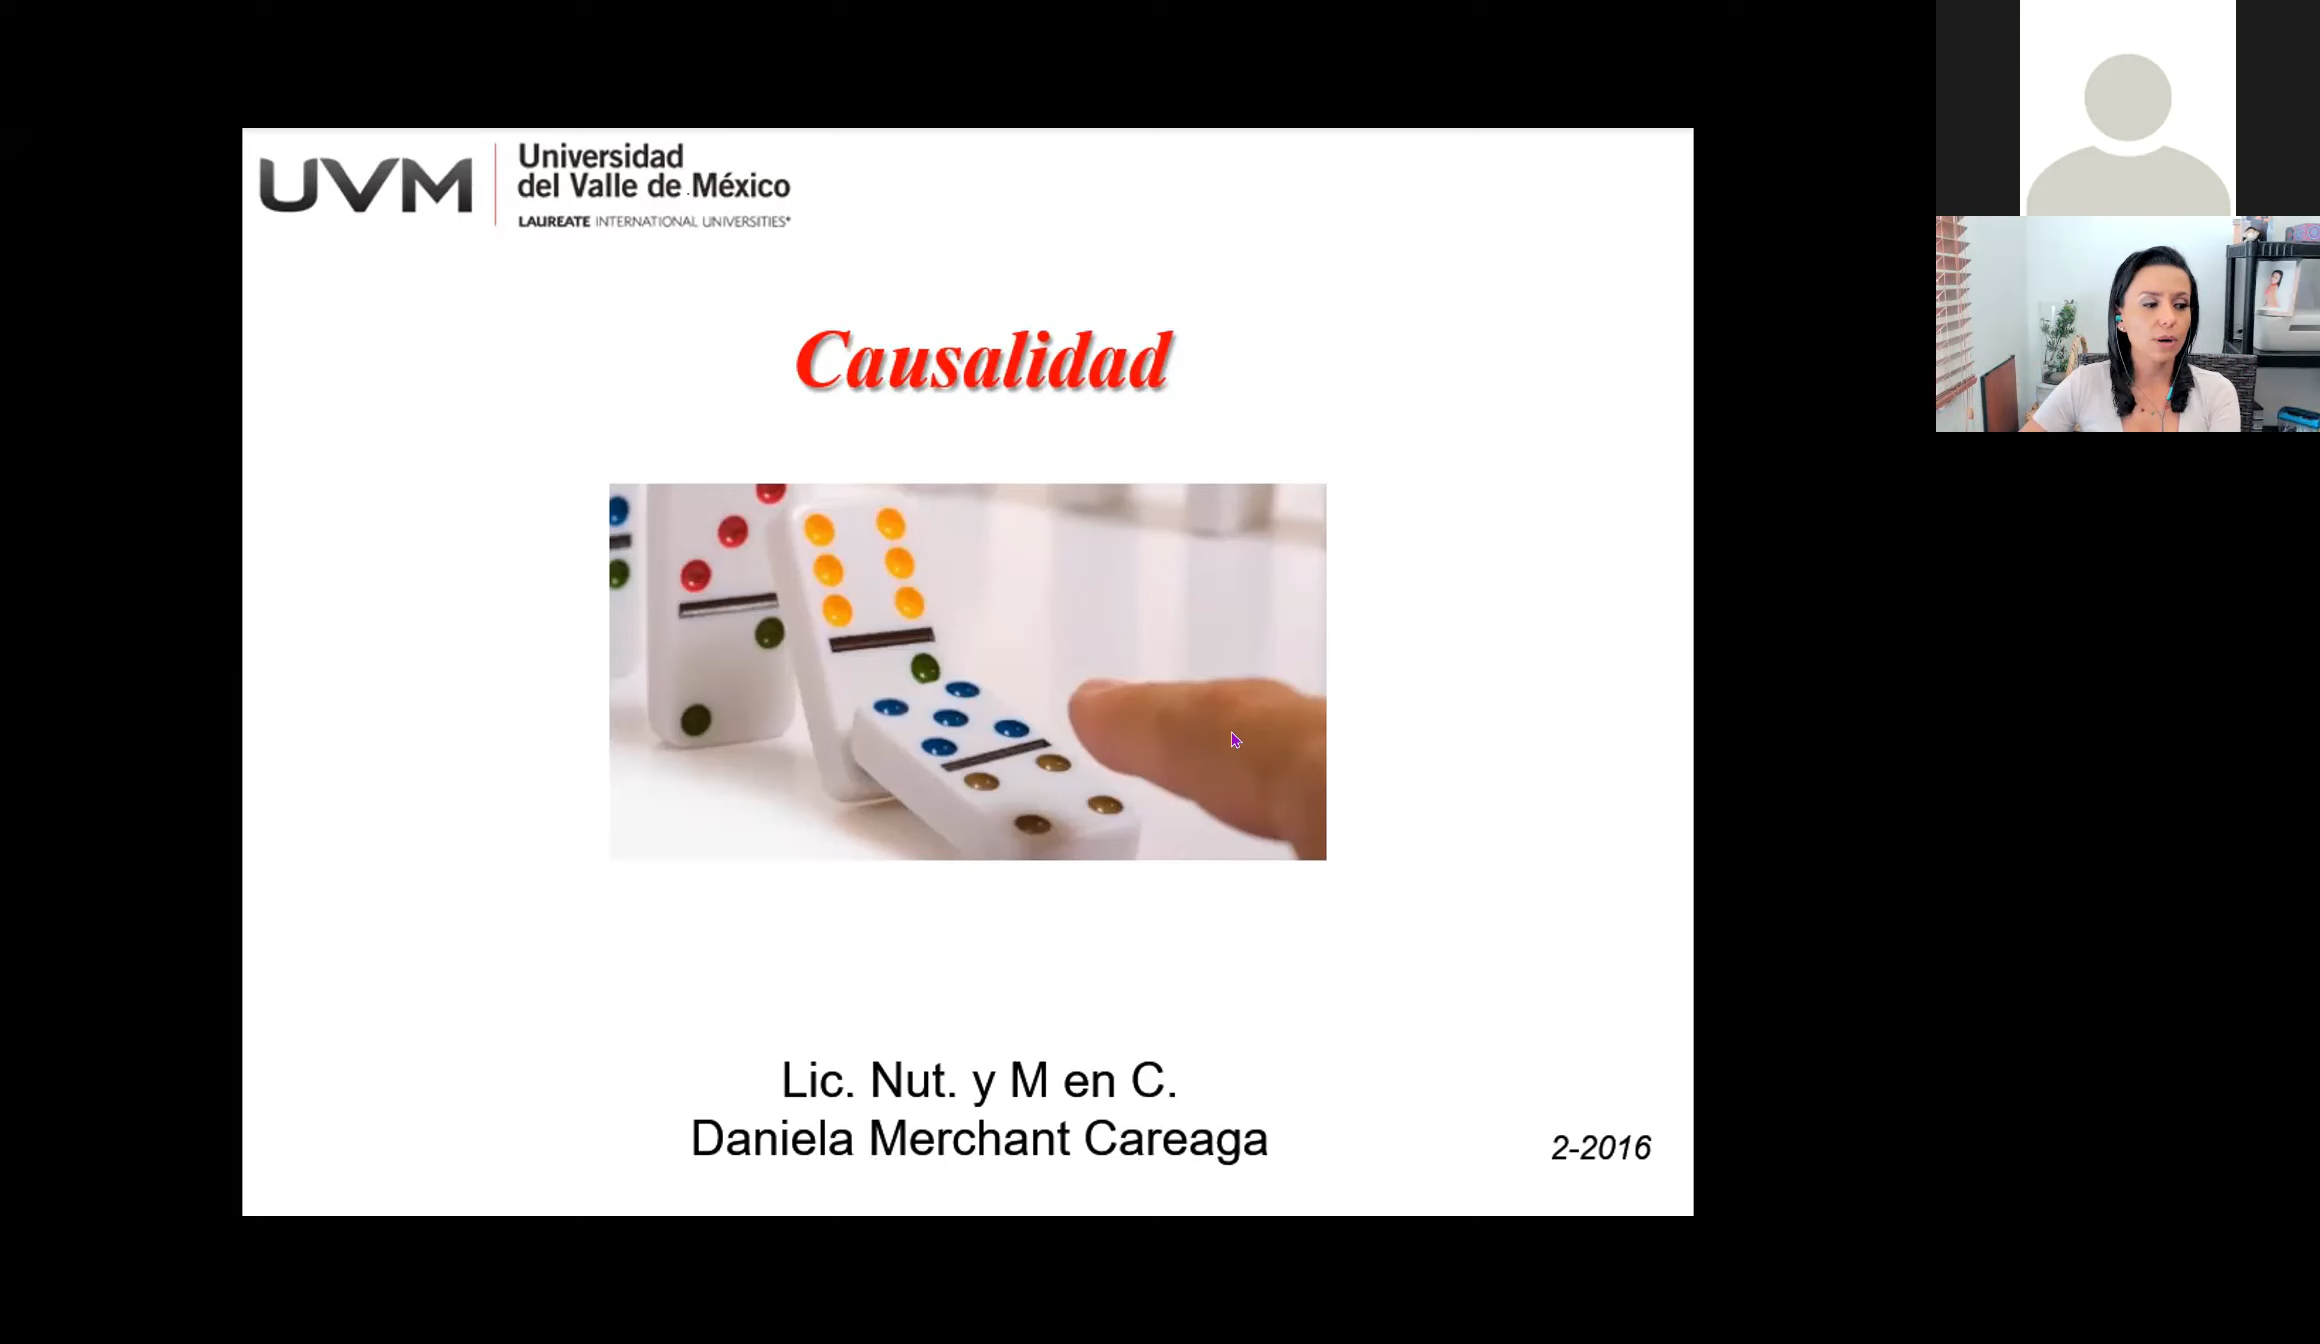 UVM
Universidad
del Valle de México
LAUREATE INTERNATIONAL UNIVERSITIES®
Causalidad
Lic. Nut. y M en C.
Daniela Merchant Careaga
2-2016